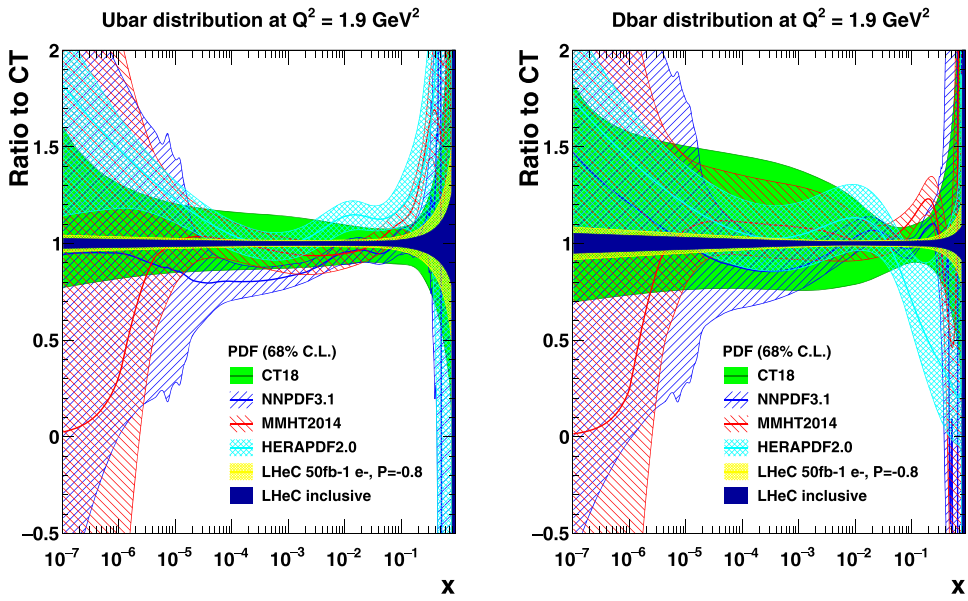 Ubar distribution at Q² = 1.9 GeV²
Ratio to CT
2
1.5
1
0.5
0
−0.5
PDF (68% C.L.)
CT18
NNPDF3.1
MMHT2014
HERAPDF2.0
LHeC 50fb-1 e-, P=-0.8
LHeC inclusive
10⁻⁷ 10⁻⁶ 10⁻⁵ 10⁻⁴ 10⁻³ 10⁻² 10⁻¹
x
Dbar distribution at Q² = 1.9 GeV²
Ratio to CT
2
1.5
1
0.5
0
−0.5
PDF (68% C.L.)
CT18
NNPDF3.1
MMHT2014
HERAPDF2.0
LHeC 50fb-1 e-, P=-0.8
LHeC inclusive
10⁻⁷ 10⁻⁶ 10⁻⁵ 10⁻⁴ 10⁻³ 10⁻² 10⁻¹
x